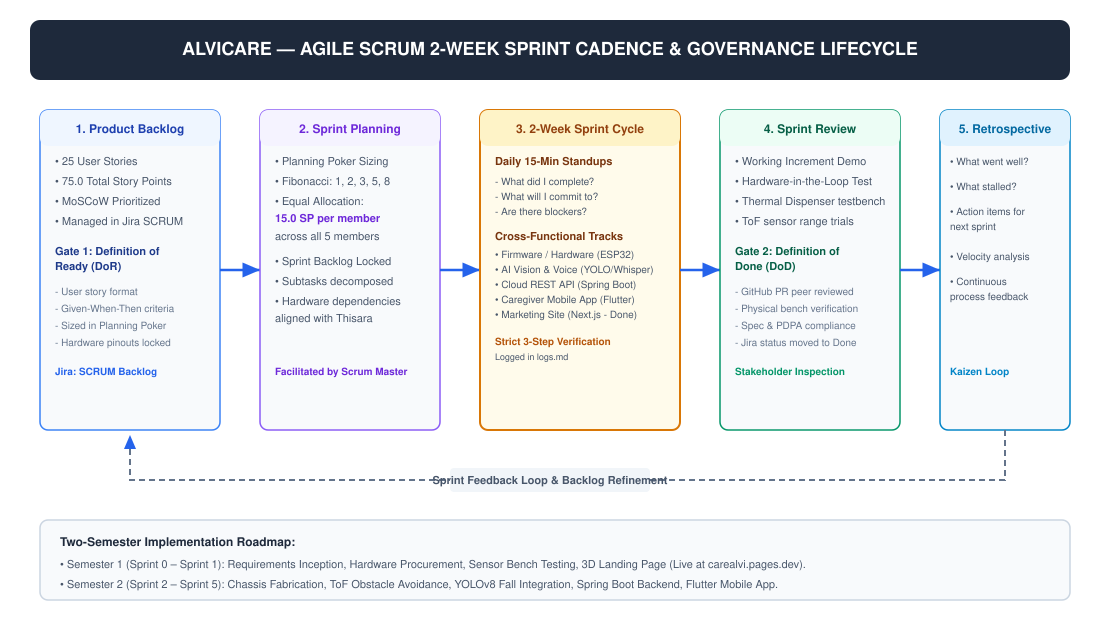 ALVICARE — AGILE SCRUM 2-WEEK SPRINT CADENCE & GOVERNANCE LIFECYCLE
1. Product Backlog
• 25 User Stories
• 75.0 Total Story Points
• MoSCoW Prioritized
• Managed in Jira SCRUM
Gate 1: Definition of
Ready (DoR)
- User story format
- Given-When-Then criteria
- Sized in Planning Poker
- Hardware pinouts locked
Jira: SCRUM Backlog
2. Sprint Planning
• Planning Poker Sizing
• Fibonacci: 1, 2, 3, 5, 8
• Equal Allocation:
15.0 SP per member
across all 5 members
• Sprint Backlog Locked
• Subtasks decomposed
• Hardware dependencies
aligned with Thisara
Facilitated by Scrum Master
3. 2-Week Sprint Cycle
Daily 15-Min Standups
- What did I complete?
- What will I commit to?
- Are there blockers?
Cross-Functional Tracks
• Firmware / Hardware (ESP32)
• AI Vision & Voice (YOLO/Whisper)
• Cloud REST API (Spring Boot)
• Caregiver Mobile App (Flutter)
• Marketing Site (Next.js - Done)
Strict 3-Step Verification
Logged in logs.md
4. Sprint Review
• Working Increment Demo
• Hardware-in-the-Loop Test
• Thermal Dispenser testbench
• ToF sensor range trials
Gate 2: Definition of
Done (DoD)
- GitHub PR peer reviewed
- Physical bench verification
- Spec & PDPA compliance
- Jira status moved to Done
Stakeholder Inspection
5. Retrospective
• What went well?
• What stalled?
• Action items for
next sprint
• Velocity analysis
• Continuous
process feedback
Kaizen Loop
Sprint Feedback Loop & Backlog Refinement
Two-Semester Implementation Roadmap:
• Semester 1 (Sprint 0 – Sprint 1): Requirements Inception, Hardware Procurement, Sensor Bench Testing, 3D Landing Page (Live at carealvi.pages.dev).
• Semester 2 (Sprint 2 – Sprint 5): Chassis Fabrication, ToF Obstacle Avoidance, YOLOv8 Fall Integration, Spring Boot Backend, Flutter Mobile App.